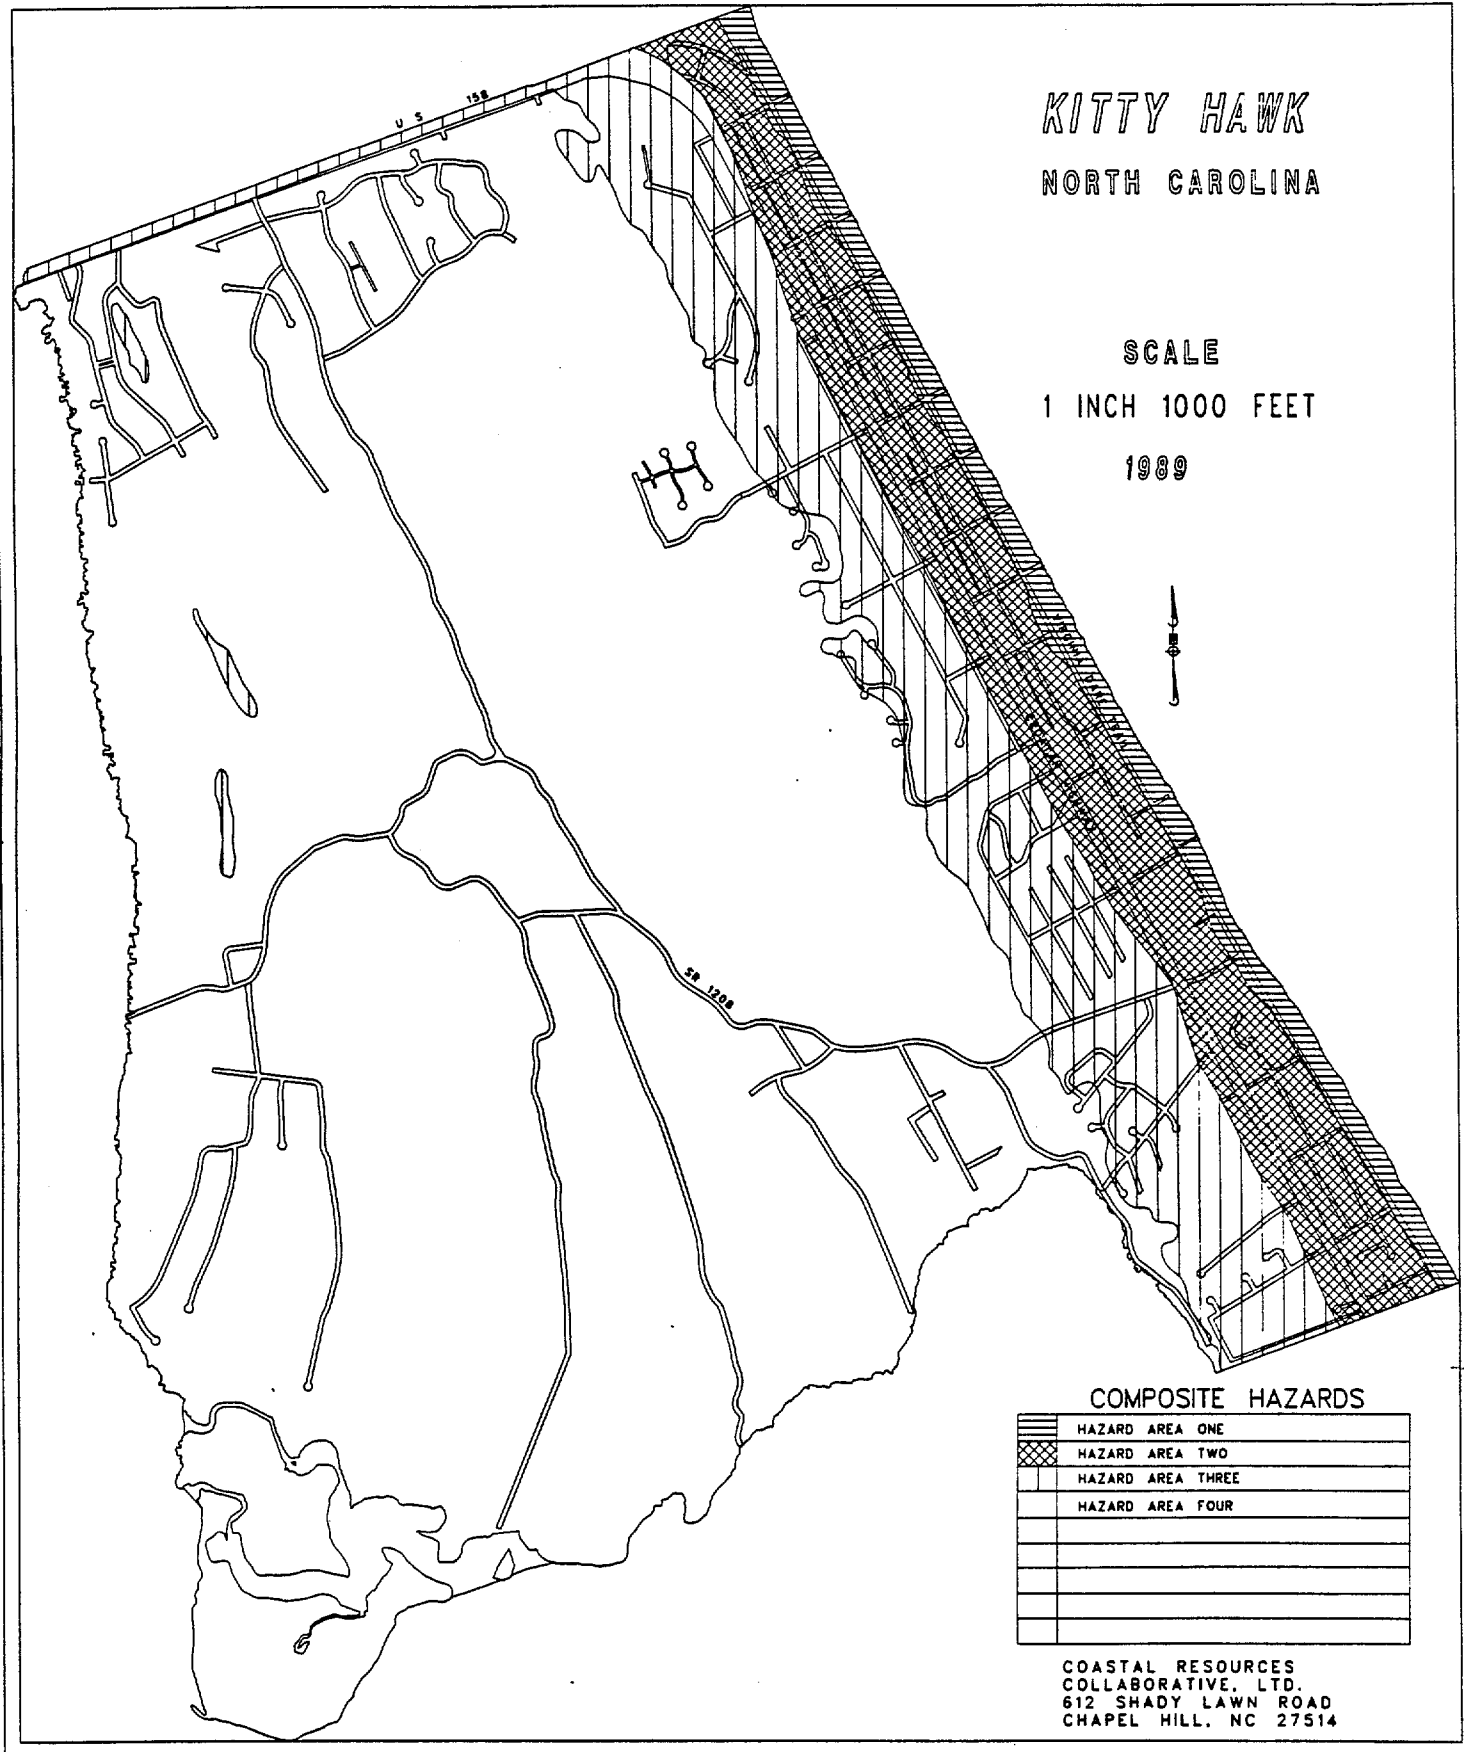 KITTY HAWK
NORTH CAROLINA
SCALE
1 INCH 1000 FEET
1989
U S 158
SR 1208
COMPOSITE HAZARDS
HAZARD AREA ONE
HAZARD AREA TWO
HAZARD AREA THREE
HAZARD AREA FOUR
COASTAL RESOURCES
COLLABORATIVE, LTD.
612 SHADY LAWN ROAD
CHAPEL HILL, NC 27514